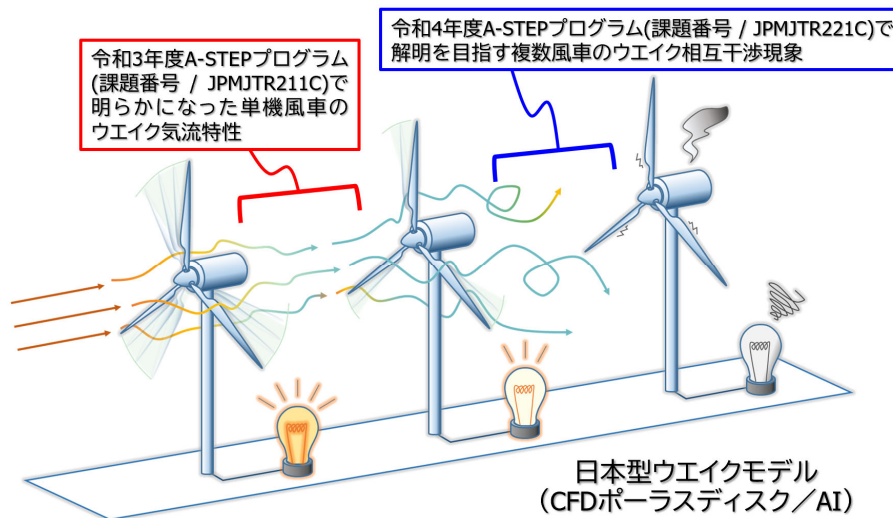 令和3年度A-STEPプログラム
(課題番号 / JPMJTR211C)で
明らかになった単機風車の
ウエイク気流特性
令和4年度A-STEPプログラム(課題番号 / JPMJTR221C)で
解明を目指す複数風車のウエイク相互干渉現象
日本型ウエイクモデル
（CFDポーラスディスク／AI）